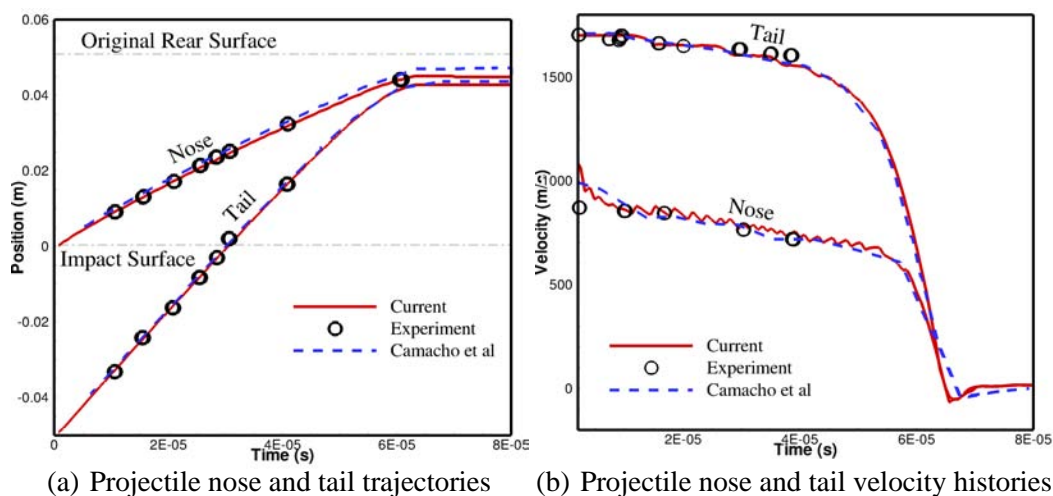 0.06
Original Rear Surface
0.04
Nose
0.02
Position (m)
Tail
0
Impact Surface
-0.02
Current
Experiment
Camacho et al
-0.04
0 2E-05 4E-05 6E-05 8E-05
Time (s)
(a) Projectile nose and tail trajectories
Tail
1500
1000
Velocity (m/s)
Nose
500
Current
Experiment
Camacho et al
0
2E-05 4E-05 6E-05 8E-05
Time (s)
(b) Projectile nose and tail velocity histories